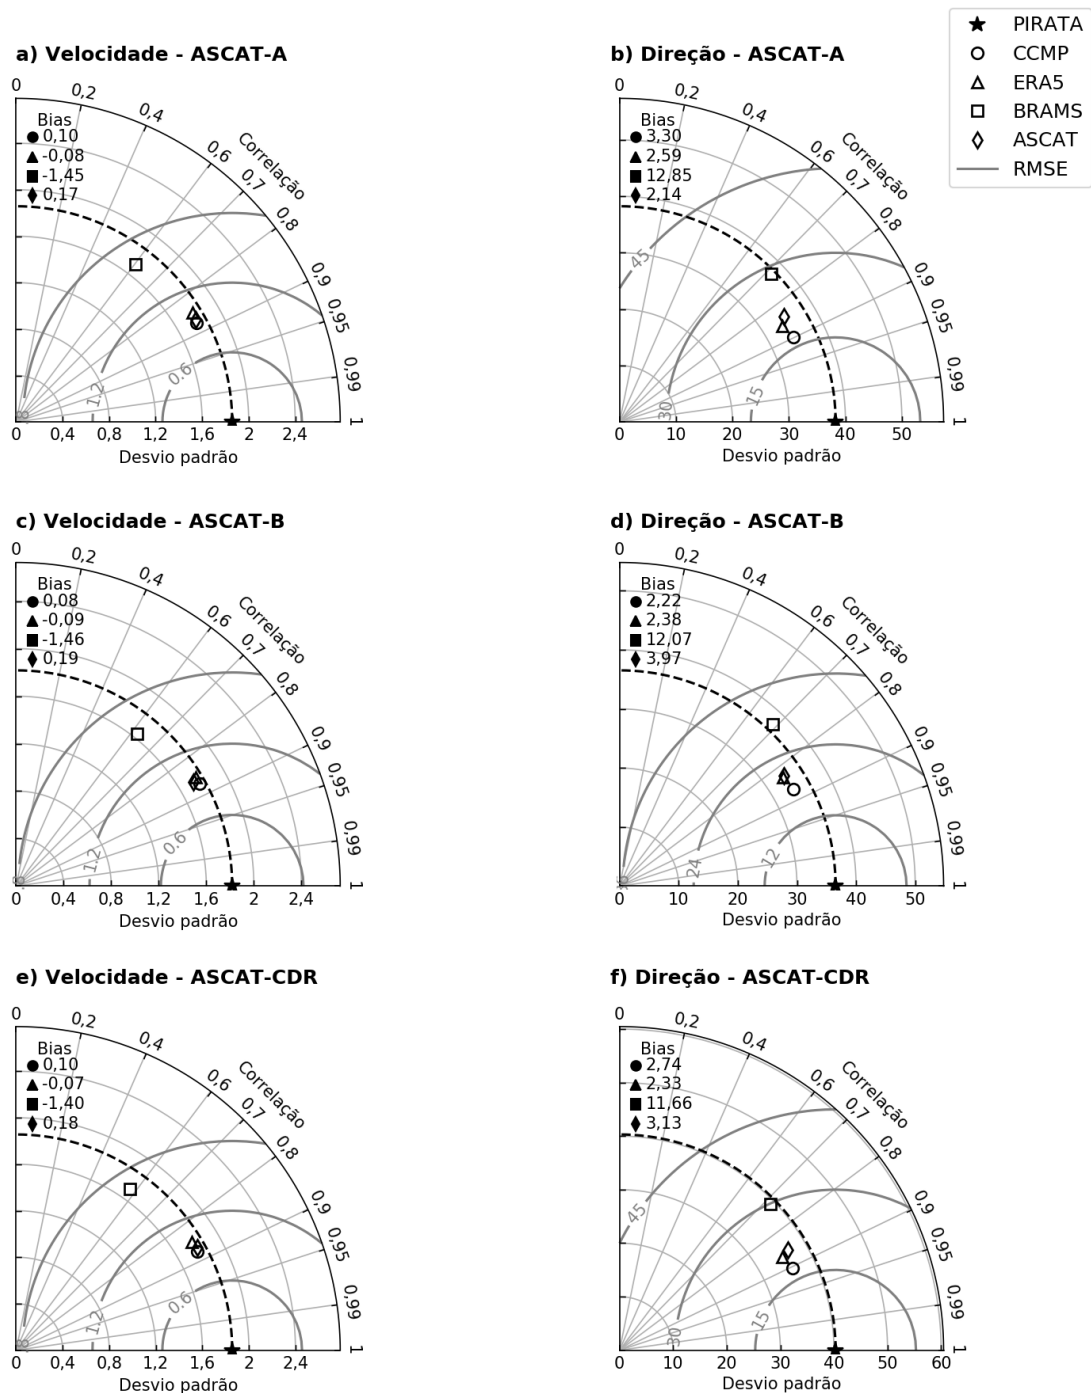 PIRATA
CCMP
ERA5
BRAMS
ASCAT
RMSE
a) Velocidade - ASCAT-A
0
0,2
0,4
0,6
0,7
0,8
0,9
0,95
0,99
1
Correlação
Bias
0,10
-0,08
-1,45
0,17
1.2
0.6
0 0,4 0,8 1,2 1,6 2 2,4
Desvio padrão
b) Direção - ASCAT-A
0
0,2
0,4
0,6
0,7
0,8
0,9
0,95
0,99
1
Correlação
Bias
3,30
2,59
12,85
2,14
45
30
15
0 10 20 30 40 50
Desvio padrão
c) Velocidade - ASCAT-B
0
0,2
0,4
0,6
0,7
0,8
0,9
0,95
0,99
1
Correlação
Bias
0,08
-0,09
-1,46
0,19
1.2
0.6
0 0,4 0,8 1,2 1,6 2 2,4
Desvio padrão
d) Direção - ASCAT-B
0
0,2
0,4
0,6
0,7
0,8
0,9
0,95
0,99
1
Correlação
Bias
2,22
2,38
12,07
3,97
24
12
0 10 20 30 40 50
Desvio padrão
e) Velocidade - ASCAT-CDR
0
0,2
0,4
0,6
0,7
0,8
0,9
0,95
0,99
1
Correlação
Bias
0,10
-0,07
-1,40
0,18
1.2
0.6
0 0,4 0,8 1,2 1,6 2 2,4
Desvio padrão
f) Direção - ASCAT-CDR
0
0,2
0,4
0,6
0,7
0,8
0,9
0,95
0,99
1
Correlação
Bias
2,74
2,33
11,66
3,13
45
30
15
0 10 20 30 40 50 60
Desvio padrão